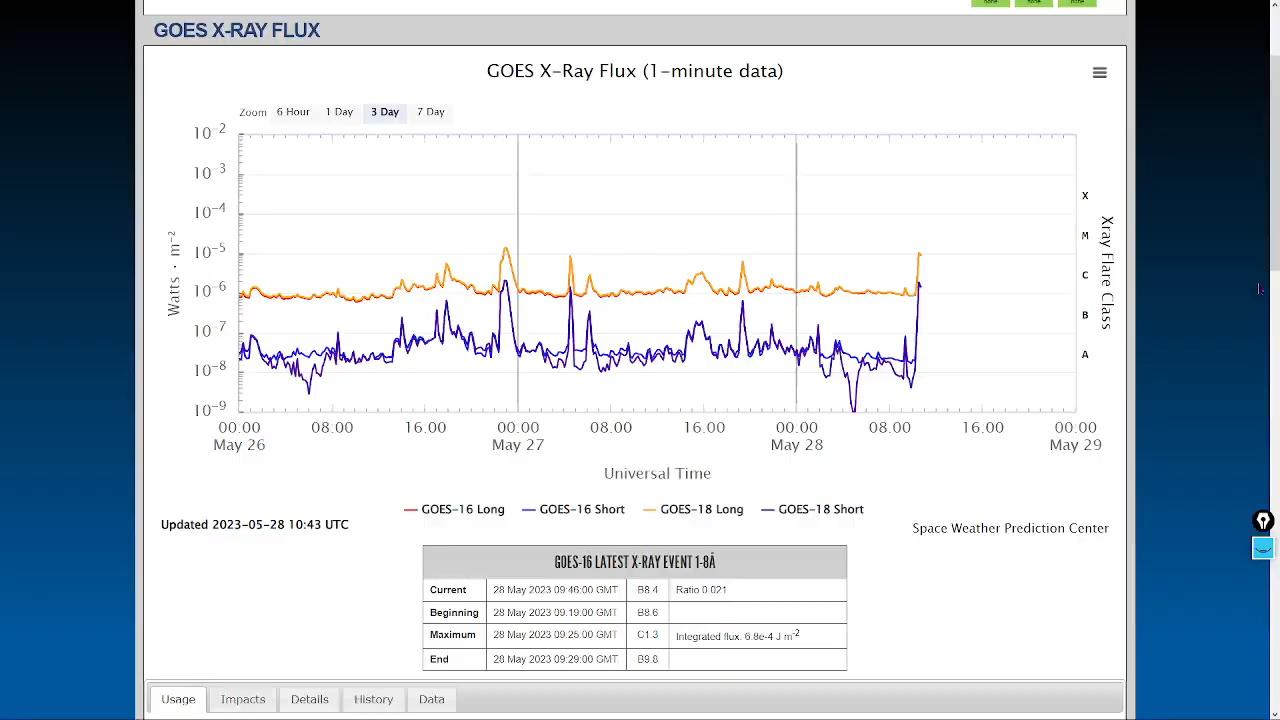 none none none
GOES X-RAY FLUX
GOES X-Ray Flux (1-minute data)
Zoom 6 Hour 1 Day 3 Day 7 Day
10-2
10-3
10-4
10-5
10-6
10-7
10-8
10-9
Watts · m-2
X
M
C
B
A
Xray Flare Class
00:00 08:00 16:00 00:00 08:00 16:00 00:00 08:00 16:00 00:00
May 26 May 27 May 28 May 29
Universal Time
GOES-16 Long GOES-16 Short GOES-18 Long GOES-18 Short
Updated 2023-05-28 10:43 UTC
Space Weather Prediction Center
GOES-16 LATEST X-RAY EVENT 1-8Å
Current 28 May 2023 09:46:00 GMT B8.4 Ratio 0.021
Beginning 28 May 2023 09:19:00 GMT B8.6
Maximum 28 May 2023 09:25:00 GMT C1.3 Integrated flux: 6.8e-4 J m-2
End 28 May 2023 09:29:00 GMT B9.8
Usage Impacts Details History Data